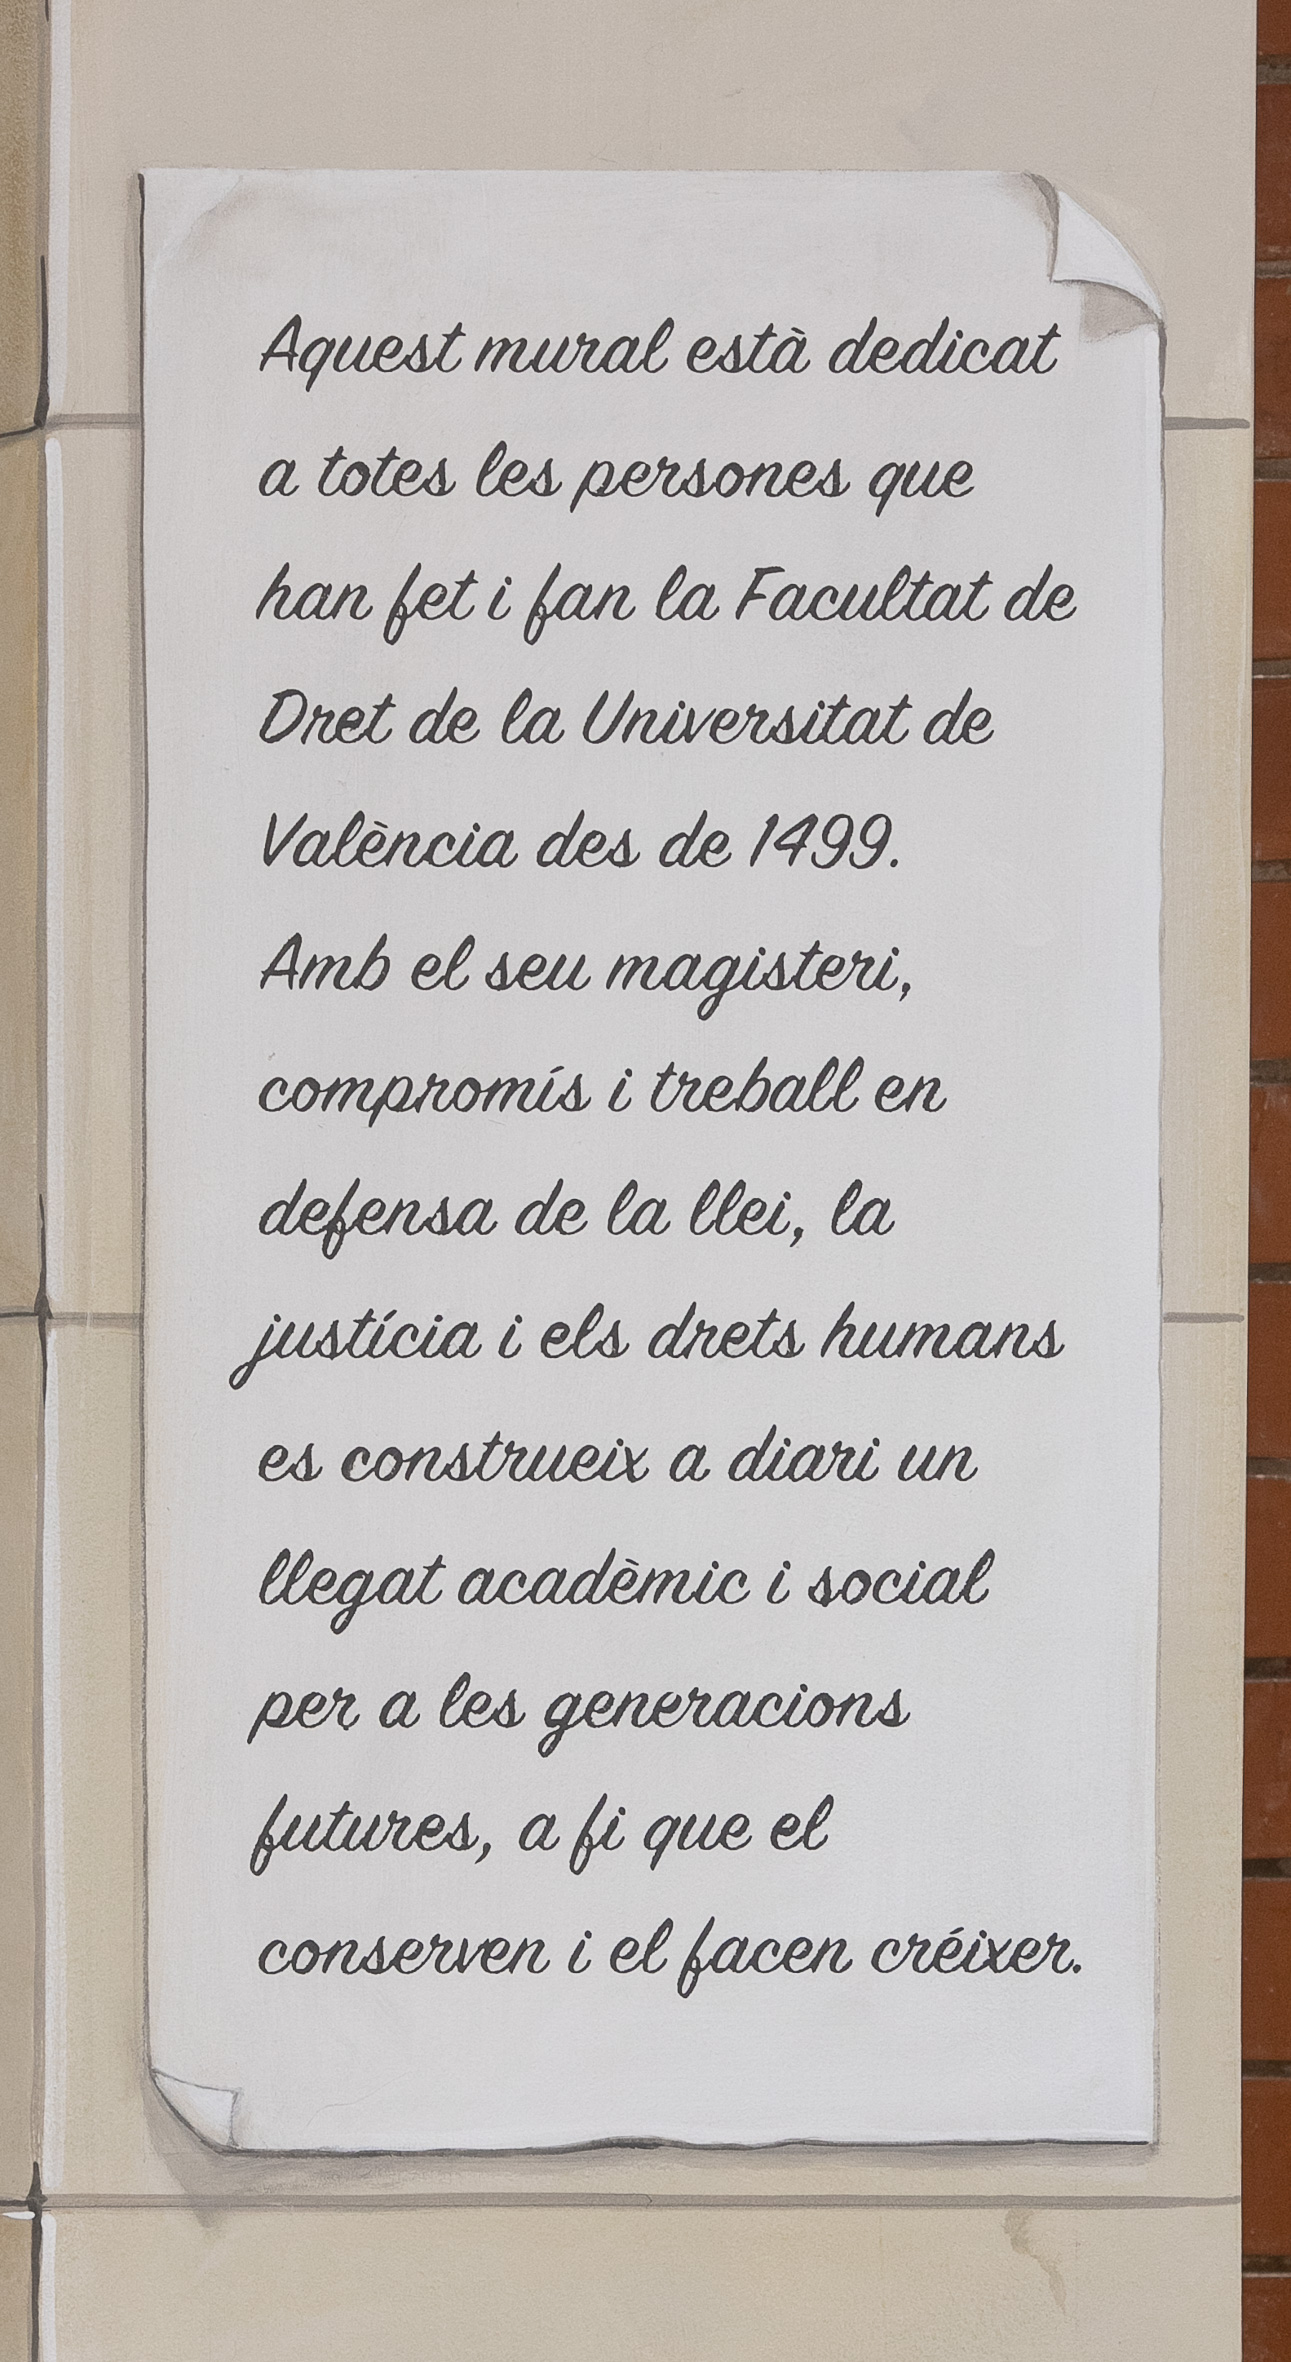 Aquest mural està dedicat
a totes les persones que
han fet i fan la Facultat de
Dret de la Universitat de
València des de 1499.
Amb el seu magisteri,
compromís i treball en
defensa de la llei, la
justícia i els drets humans
es construeix a diari un
llegat acadèmic i social
per a les generacions
futures, a fi que el
conserven i el facen créixer.